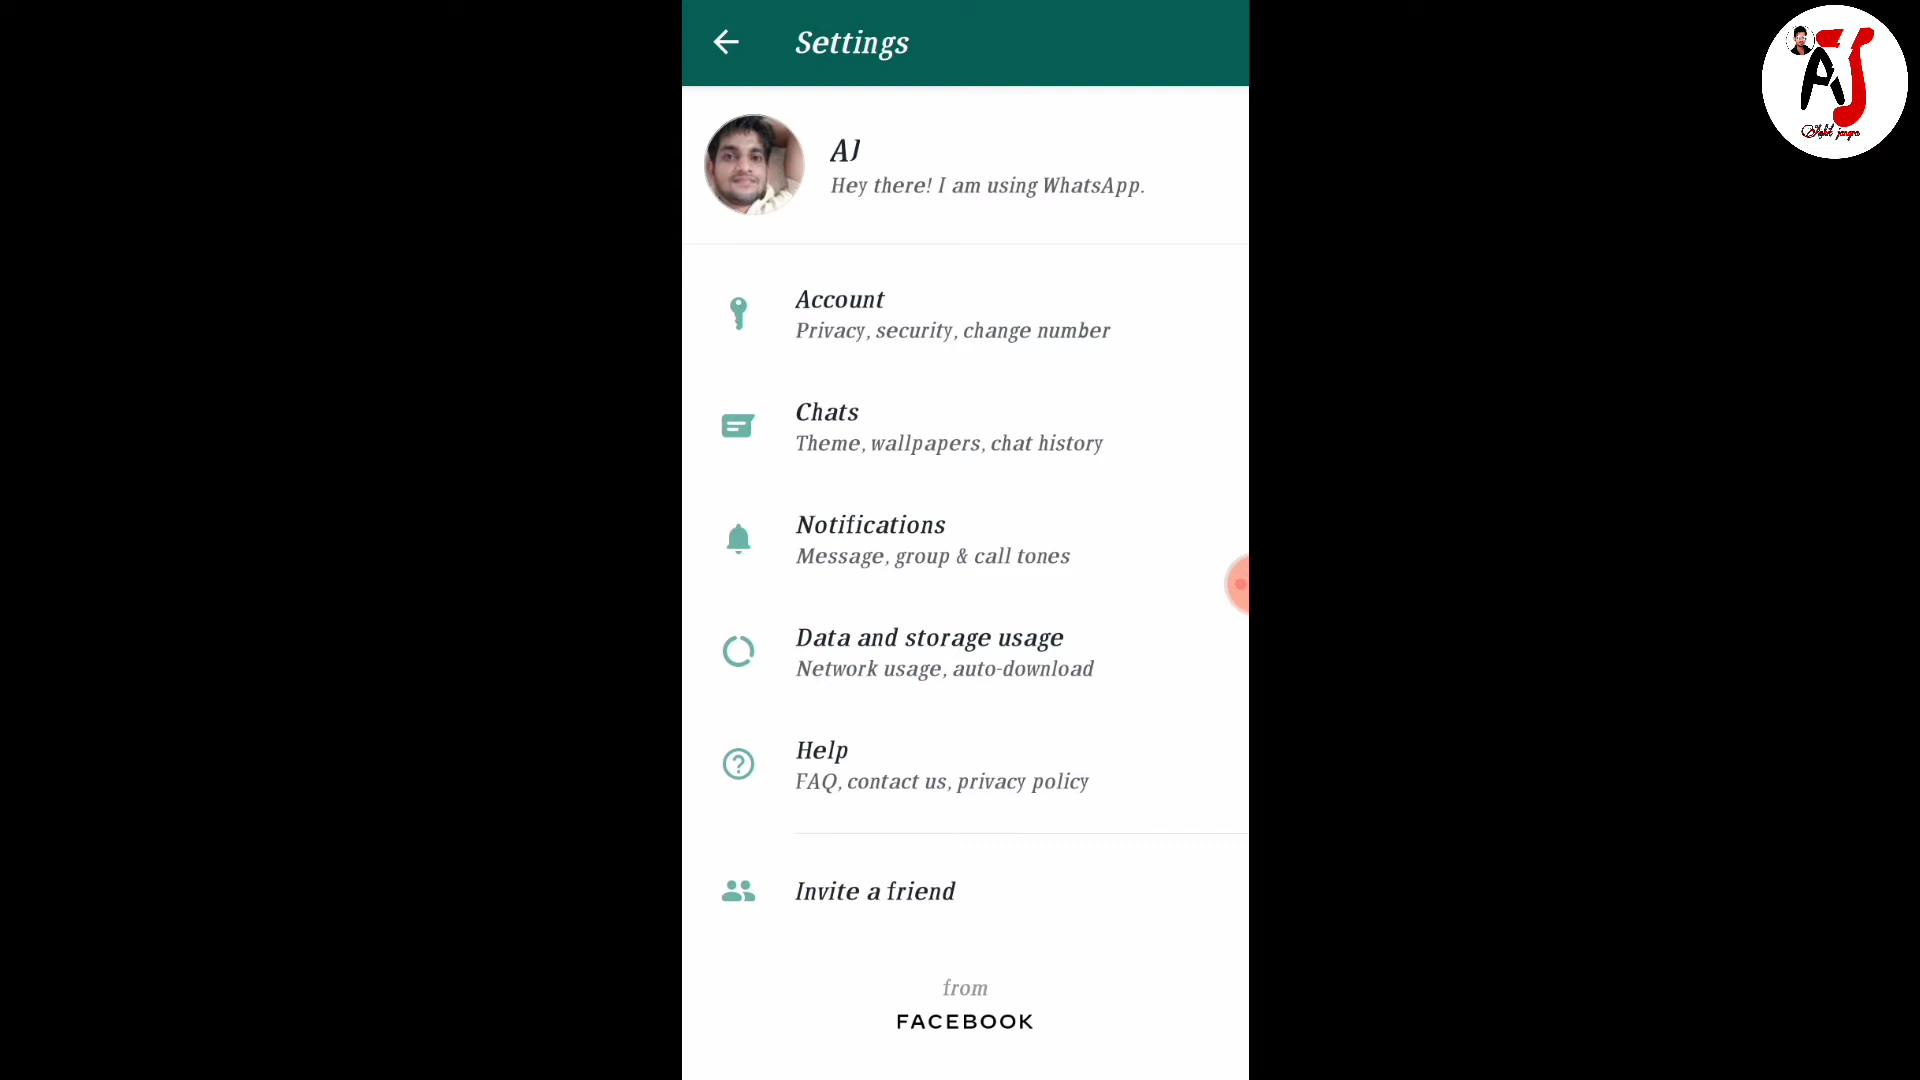 Settings
AJ
Hey there! I am using WhatsApp.
Account
Privacy, security, change number
Chats
Theme, wallpapers, chat history
Notifications
Message, group & call tones
Data and storage usage
Network usage, auto-download
Help
FAQ, contact us, privacy policy
Invite a friend
from
FACEBOOK
AJ